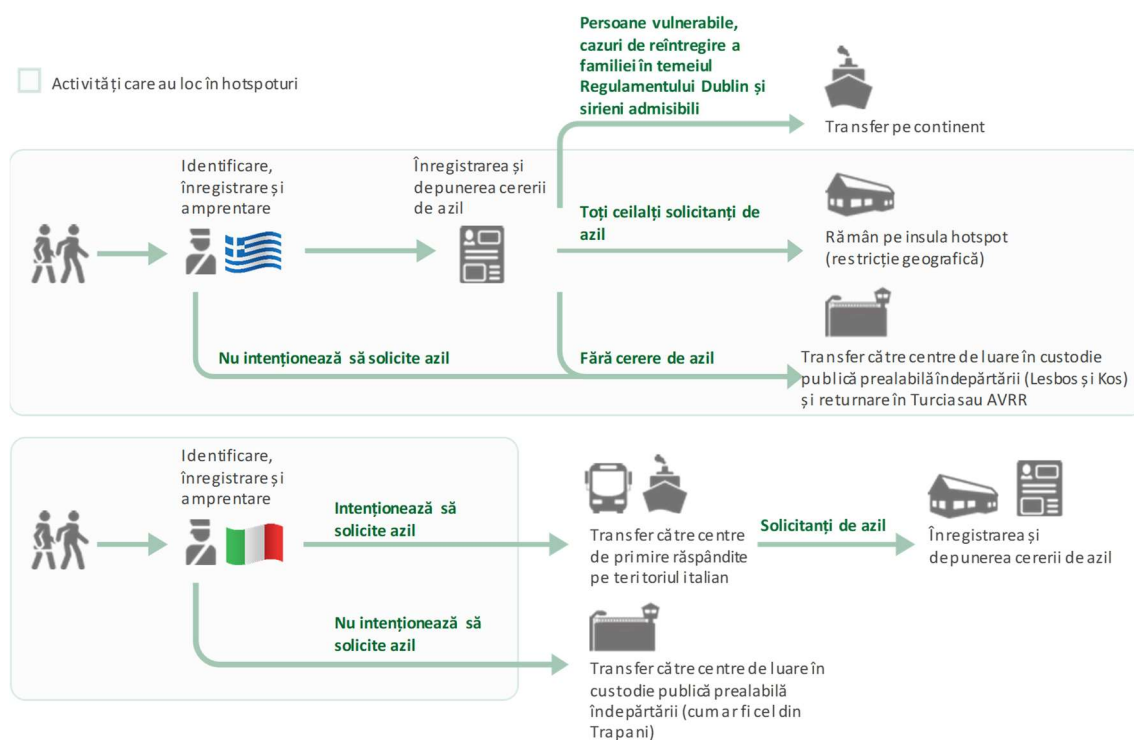 Activități care au loc în hotspoturi
Persoane vulnerabile,
cazuri de reîntregire a
familiei în temeiul
Regulamentului Dublin și
sirieni admisibili
Transfer pe continent
Identificare,
înregistrare și
amprentare
Înregistrarea și
depunerea cererii
de azil
Toți ceilalți solicitanți de
azil
Rămân pe insula hotspot
(restricție geografică)
Nu intenționează să solicite azil
Fără cerere de azil
Transfer către centre de luare în custodie
publică prealabilă îndepărtării (Lesbos și Kos)
și returnare în Turcia sau AVRR
Identificare,
înregistrare și
amprentare
Intenționează să
solicite azil
Transfer către centre
de primire răspândite
pe teritoriul italian
Solicitanți de azil
Înregistrarea și
depunerea cererii de azil
Nu intenționează să
solicite azil
Transfer către centre de luare în
custodie publică prealabilă
îndepărtării (cum ar fi cel din
Trapani)